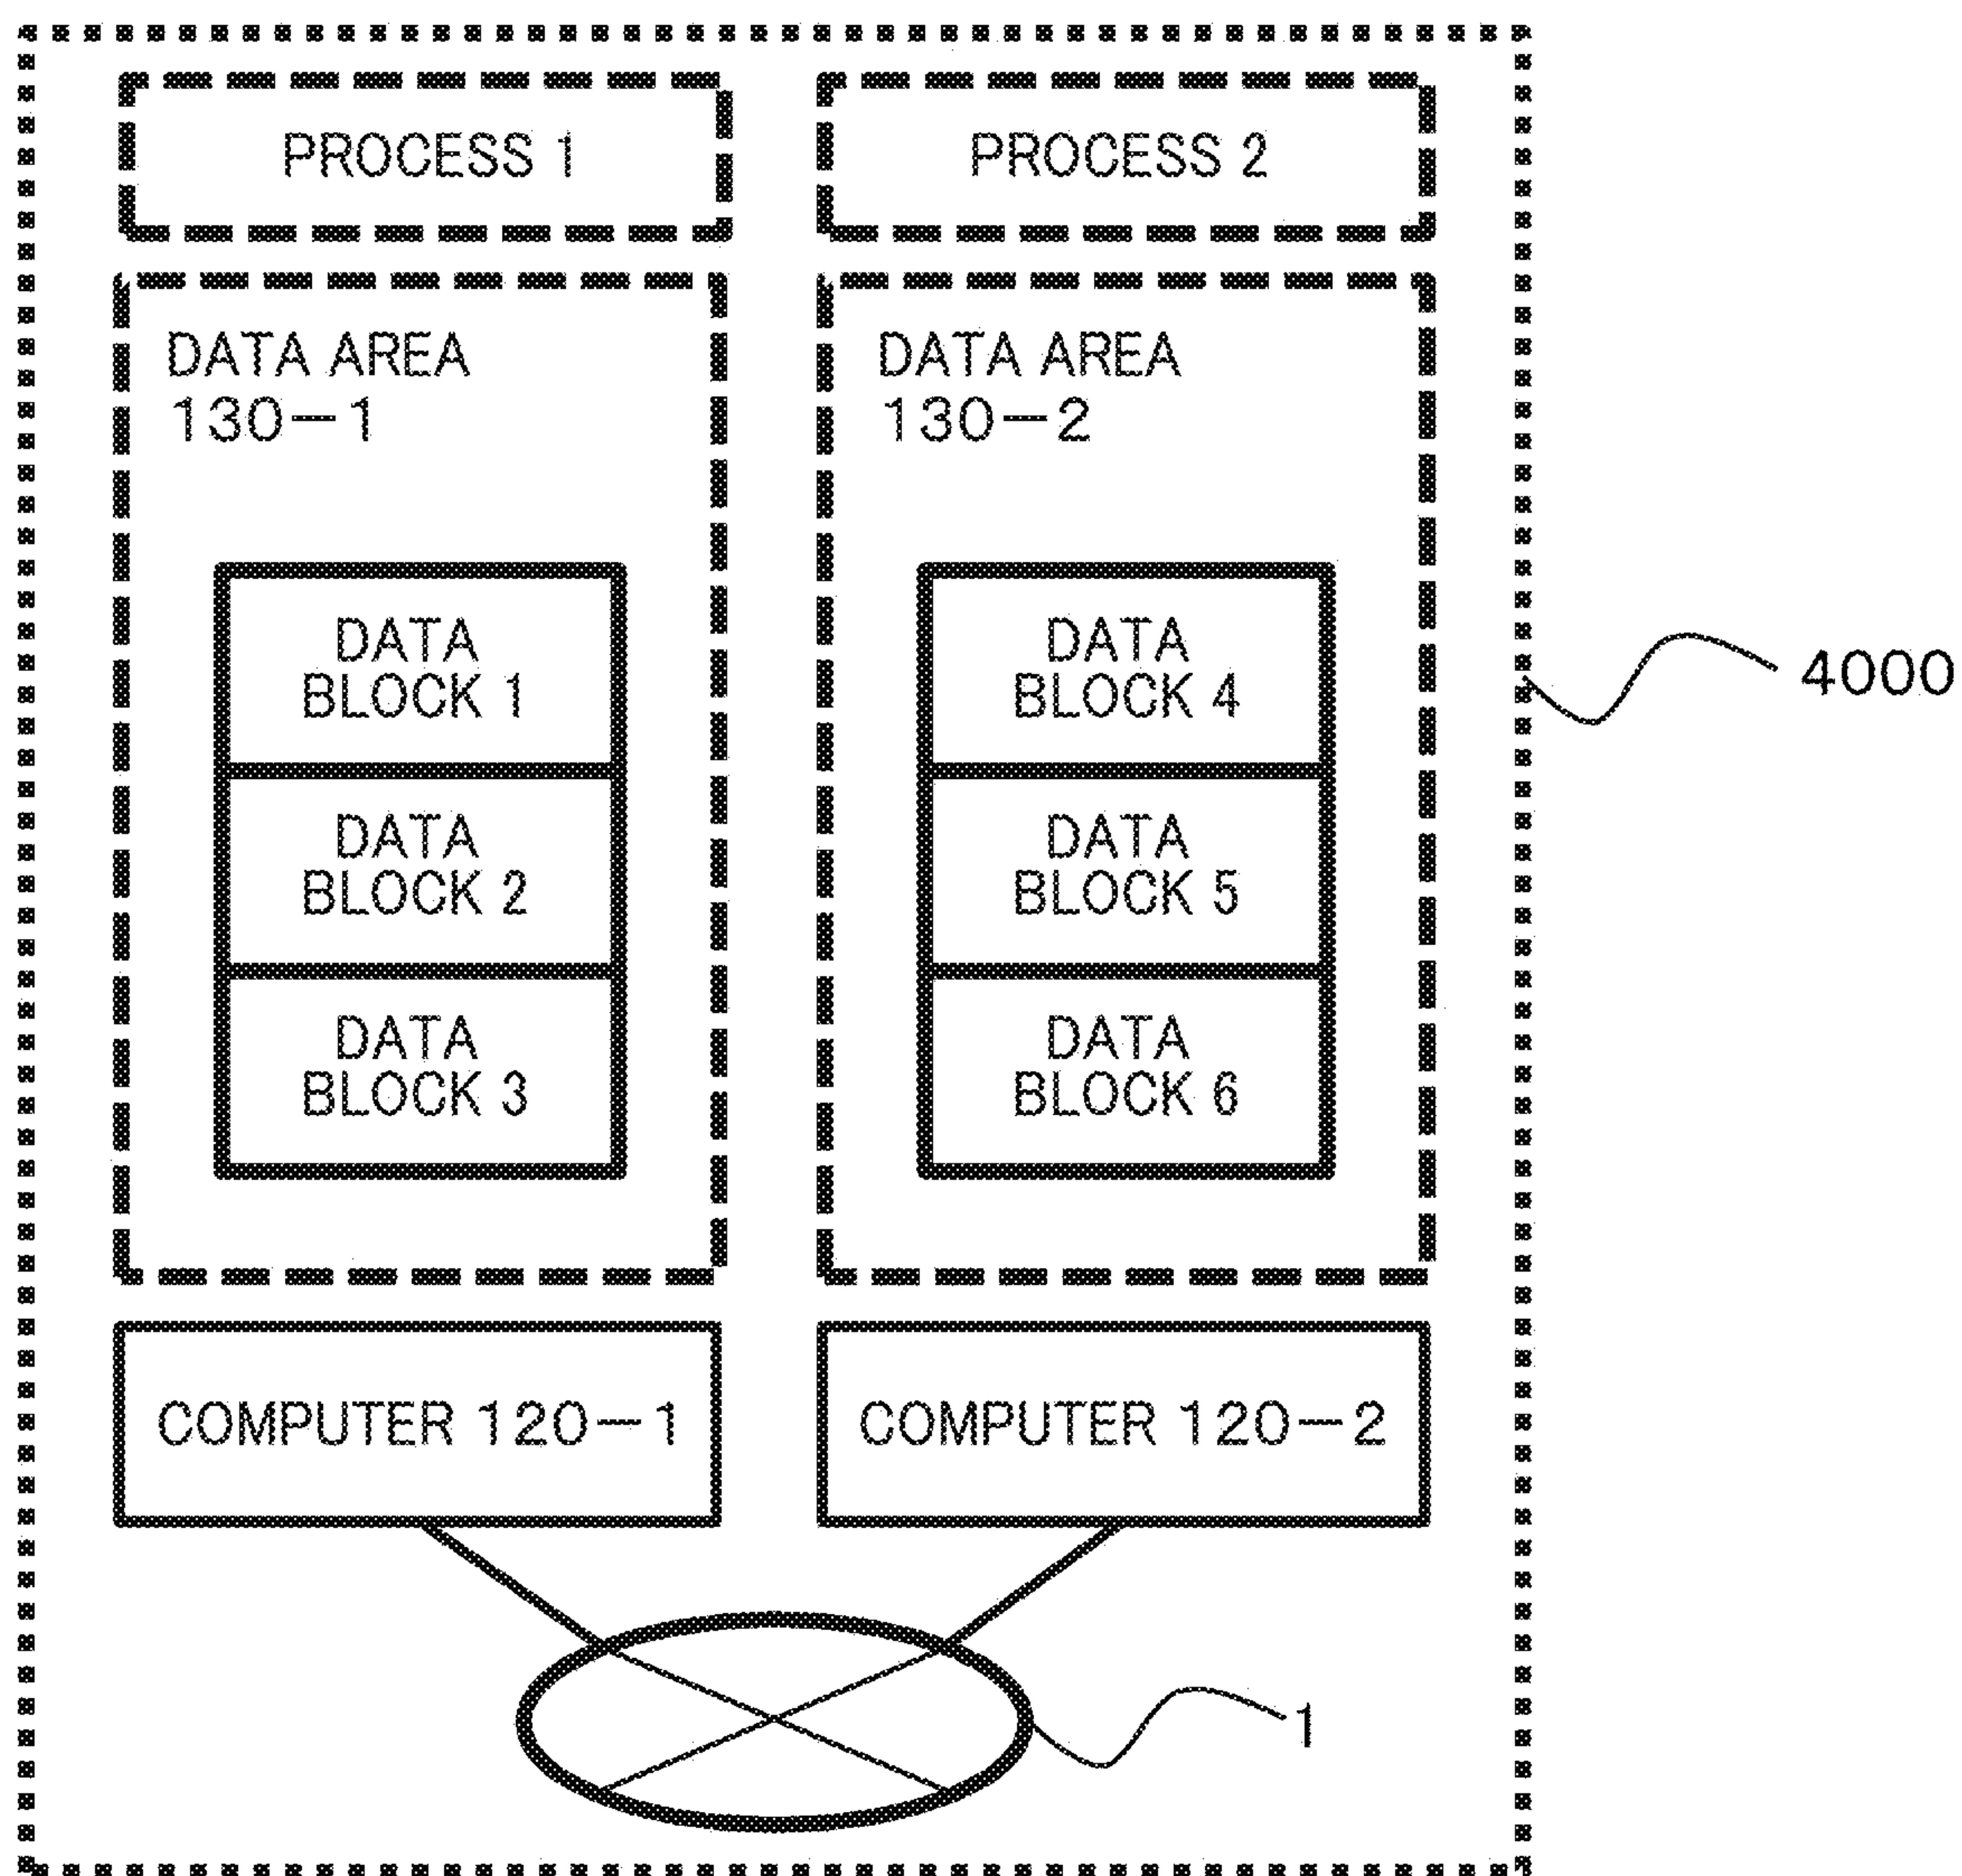 PROCESS 1
PROCESS 2
DATA AREA
130-1
DATA AREA
130-2
DATA
BLOCK 1
DATA
BLOCK 2
DATA
BLOCK 3
DATA
BLOCK 4
DATA
BLOCK 5
DATA
BLOCK 6
4000
COMPUTER 120-1
COMPUTER 120-2
1